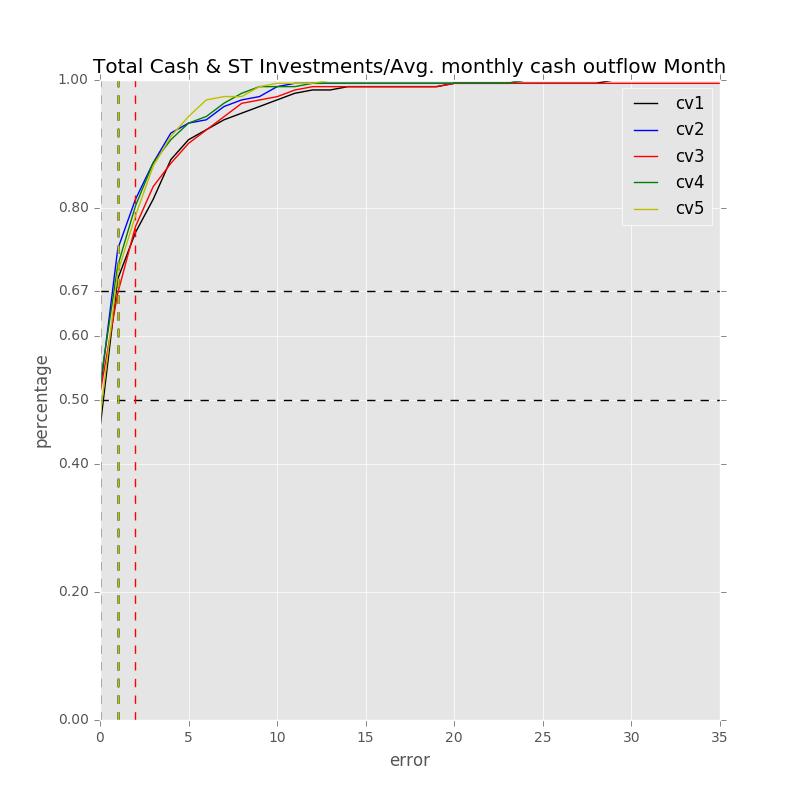 Total Cash & ST Investments/Avg. monthly cash outflow Month
1.00
cv1
cv2
cv3
cv4
cv5
0.80
0.67
0.60
0.50
0.40
0.20
0.00
percentage
0 5 10 15 20 25 30 35
error